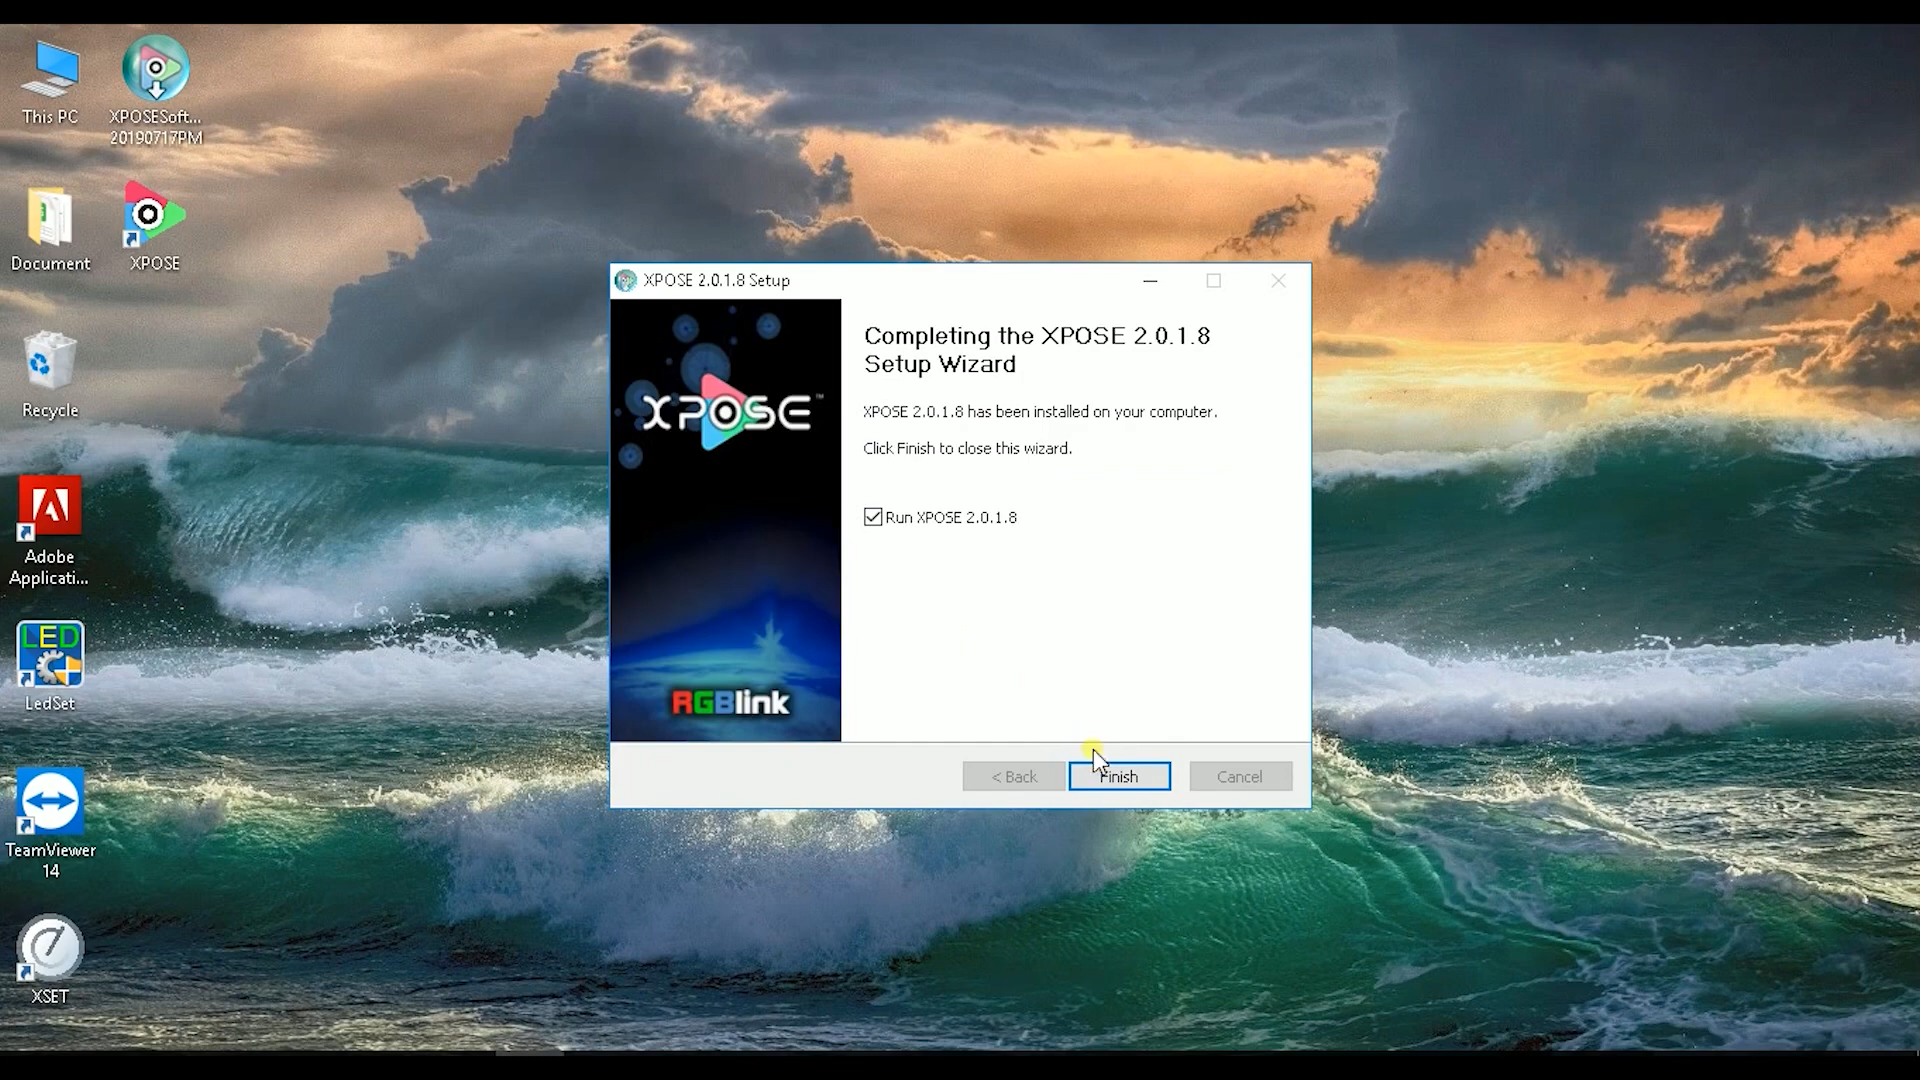 This PC
XPOSESoft...
20190717PM
Document
XPOSE
Recycle
Adobe
Applicati...
LED
LedSet
TeamViewer
14
XSET
XPOSE 2.0.1.8 Setup
XPOSE™
RGBlink
Completing the XPOSE 2.0.1.8
Setup Wizard
XPOSE 2.0.1.8 has been installed on your computer.
Click Finish to close this wizard.
Run XPOSE 2.0.1.8
< Back
Finish
Cancel